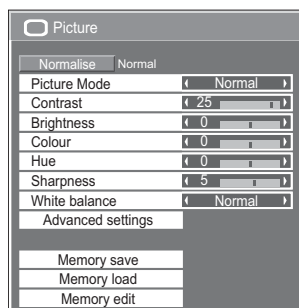 Picture
Normalise Normal
Picture Mode Normal
Contrast 25
Brightness 0
Colour 0
Hue 0
Sharpness 5
White balance Normal
Advanced settings
Memory save
Memory load
Memory edit